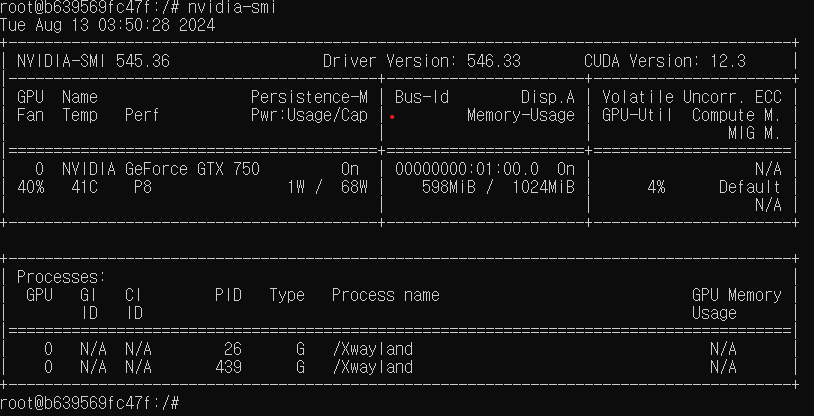 root@b639569fc47f:/# nvidia-smi
Tue Aug 13 03:50:28 2024
NVIDIA-SMI 545.36 Driver Version: 546.33 CUDA Version: 12.3
GPU Name Persistence-M | Bus-Id Disp.A | Volatile Uncorr. ECC
Fan Temp Perf Pwr:Usage/Cap | Memory-Usage | GPU-Util Compute M.
MIG M.
0 NVIDIA GeForce GTX 750 On | 00000000:01:00.0 On | N/A
40% 41C P8 1W / 68W | 598MiB / 1024MiB | 4% Default
N/A
Processes:
GPU GI CI PID Type Process name GPU Memory
ID ID Usage
0 N/A N/A 26 G /Xwayland N/A
0 N/A N/A 439 G /Xwayland N/A
root@b639569fc47f:/#